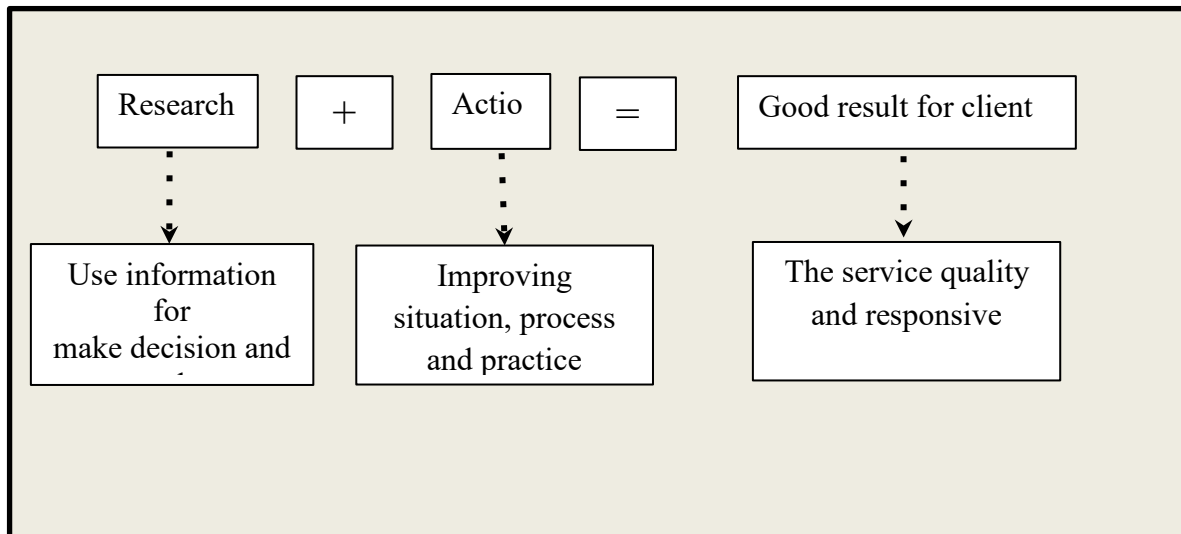 Research
+
Actio
=
Good result for client
Use information
for
make decision and
Improving
situation, process
and practice
The service quality
and responsive